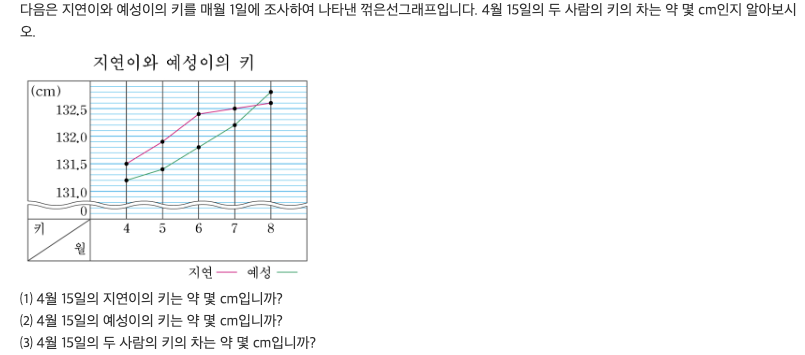 다음은 지연이와 예성이의 키를 매월 1일에 조사하여 나타낸 꺾은선그래프입니다. 4월 15일의 두 사람의 키의 차는 약 몇 cm인지 알아보시
오.
지연이와 예성이의 키
(cm)
132.5
132.0
131.5
131.0
0
키 4 5 6 7 8
월
지연 예성
(1) 4월 15일의 지연이의 키는 약 몇 cm입니까?
(2) 4월 15일의 예성이의 키는 약 몇 cm입니까?
(3) 4월 15일의 두 사람의 키의 차는 약 몇 cm입니까?